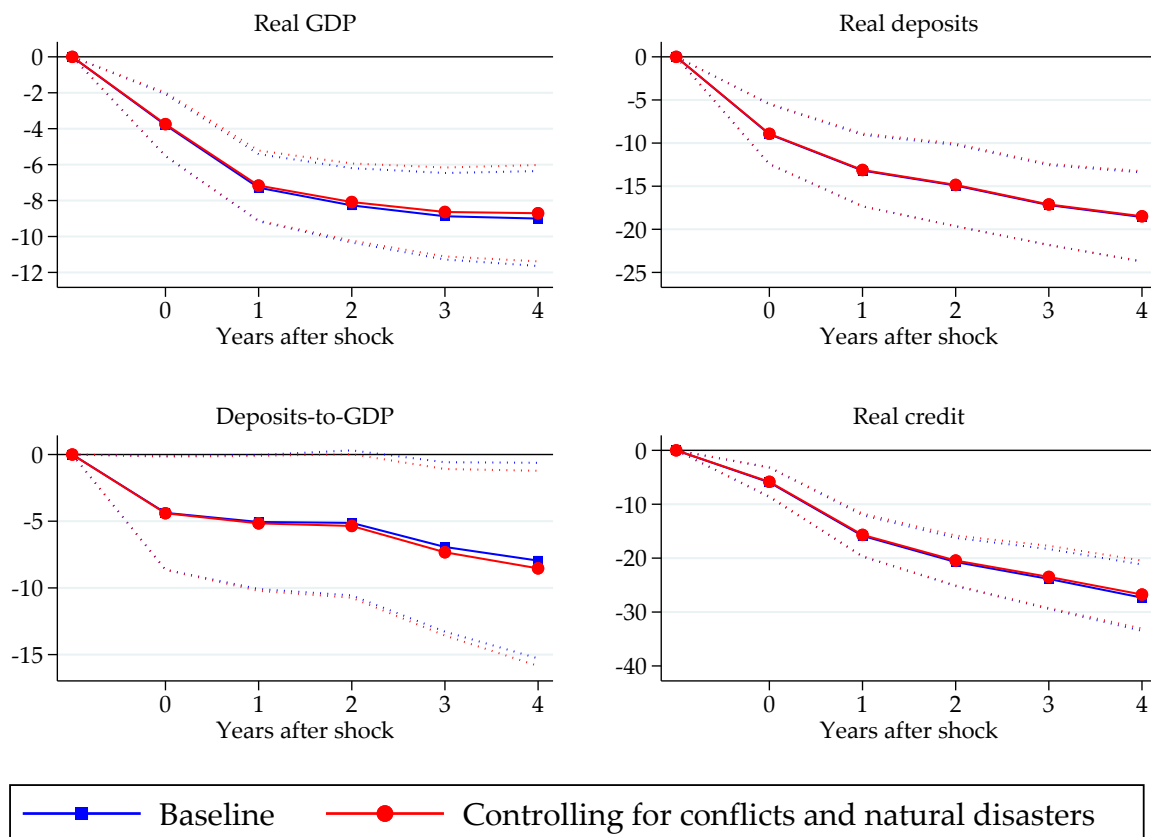 Real GDP
0
-2
-4
-6
-8
-10
-12
0 1 2 3 4
Years after shock
Real deposits
0
-5
-10
-15
-20
-25
0 1 2 3 4
Years after shock
Deposits-to-GDP
0
-5
-10
-15
0 1 2 3 4
Years after shock
Real credit
0
-10
-20
-30
-40
0 1 2 3 4
Years after shock
Baseline Controlling for conflicts and natural disasters